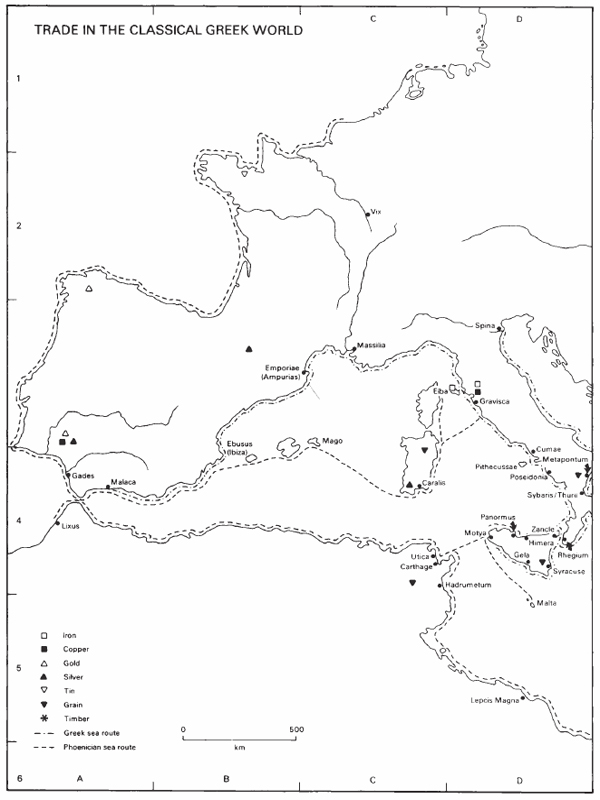 C
D
TRADE IN THE CLASSICAL GREEK WORLD
1
Vix
2
Spina
Massilia
Emporiae
(Ampurias)
Elba
Gravisca
Ebusus
(Ibiza)
Mago
Cumae
Metapontum
Pithacussae
Poseidonia
Gades
Malaca
Caralis
Sybaris/Thurii
4
Lixus
Panormus
Zancle
Motya
Himera
Rhegium
Utica
Gela
Carthage
Syracuse
Hadrumetum
Malta
Iron
Copper
5
Gold
Silver
Tin
Lepcis Magna
Grain
Timber
Greek sea route
0
500
Phoenician sea route
km
6
A
B
C
D